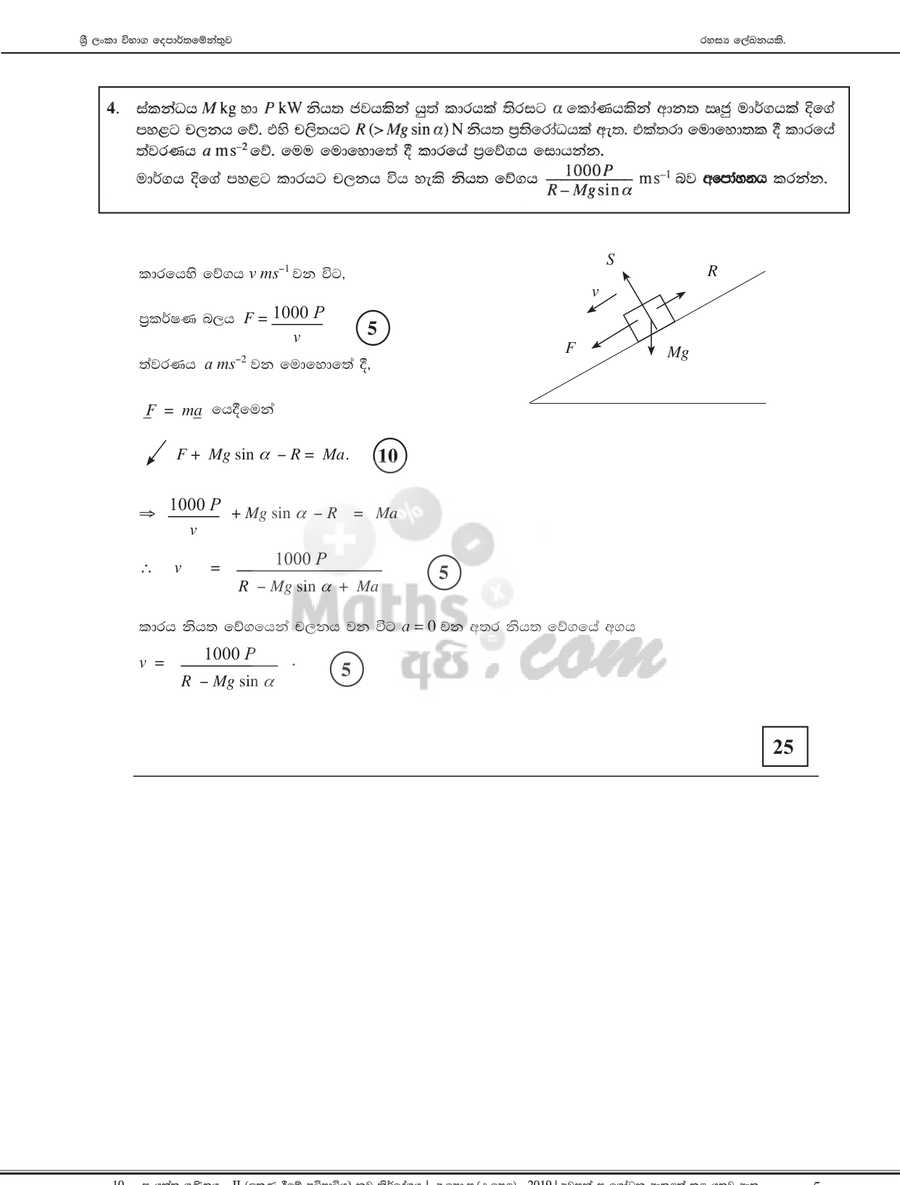 ශ්‍රී ලංකා විභාග දෙපාර්තමේන්තුව
රහස්‍ය ලේඛනයකි.
4. ස්කන්ධය M kg හා P kW නියත ජවයකින් යුත් කාරයක් තිරසට α කෝණයකින් ආනත ඍජු මාර්ගයක් දිගේ
පහළට චලනය වේ. එහි චලිතයට R (> Mg sin α) N නියත ප්‍රතිරෝධයක් ඇත. එක්තරා මොහොතක දී කාරයේ
ත්වරණය a m s⁻² වේ. මෙම මොහොතේ දී කාරයේ ප්‍රවේගය සොයන්න.
මාර්ගය දිගේ පහළට කාරයට චලනය විය හැකි නියත වේගය 1000P / (R – Mg sin α) m s⁻¹ බව අපෝහනය කරන්න.
කාරයෙහි වේගය v ms⁻¹ වන විට,
S
R
v
F
Mg
ප්‍රකර්ෂණ බලය F = 1000 P / v
5
ත්වරණය a ms⁻² වන මොහොතේ දී,
F = ma යෙදීමෙන්
F + Mg sin α – R = Ma.
10
⇒ 1000 P / v + Mg sin α – R = Ma
∴ v = 1000 P / (R – Mg sin α + Ma)
5
කාරය නියත වේගයෙන් චලනය වන විට a = 0 වන අතර නියත වේගයේ අගය
v = 1000 P / (R – Mg sin α) .
5
Maths
අපි . com
25